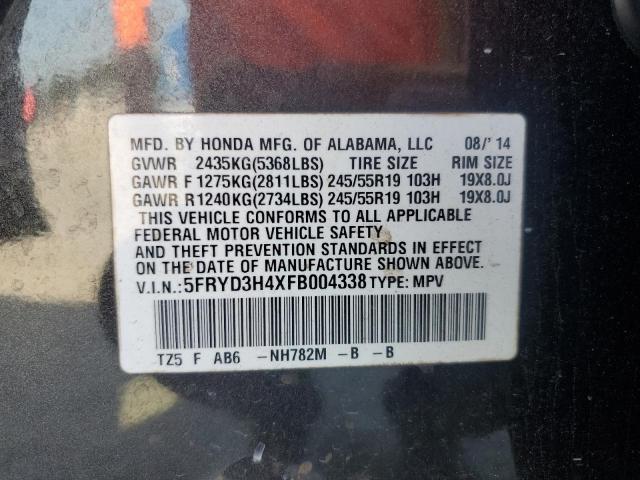 MFD. BY HONDA MFG. OF ALABAMA, LLC 08/'14
GVWR 2435KG(5368LBS) TIRE SIZE RIM SIZE
GAWR F 1275KG(2811LBS) 245/55R19 103H 19X8.0J
GAWR R1240KG(2734LBS) 245/55R19 103H 19X8.0J
THIS VEHICLE CONFORMS TO ALL APPLICABLE
FEDERAL MOTOR VEHICLE SAFETY
AND THEFT PREVENTION STANDARDS IN EFFECT
ON THE DATE OF MANUFACTURE SHOWN ABOVE.
V.I.N.:5FRYD3H4XFB004338 TYPE: MPV
TZ5 F AB6 -NH782M -B -B